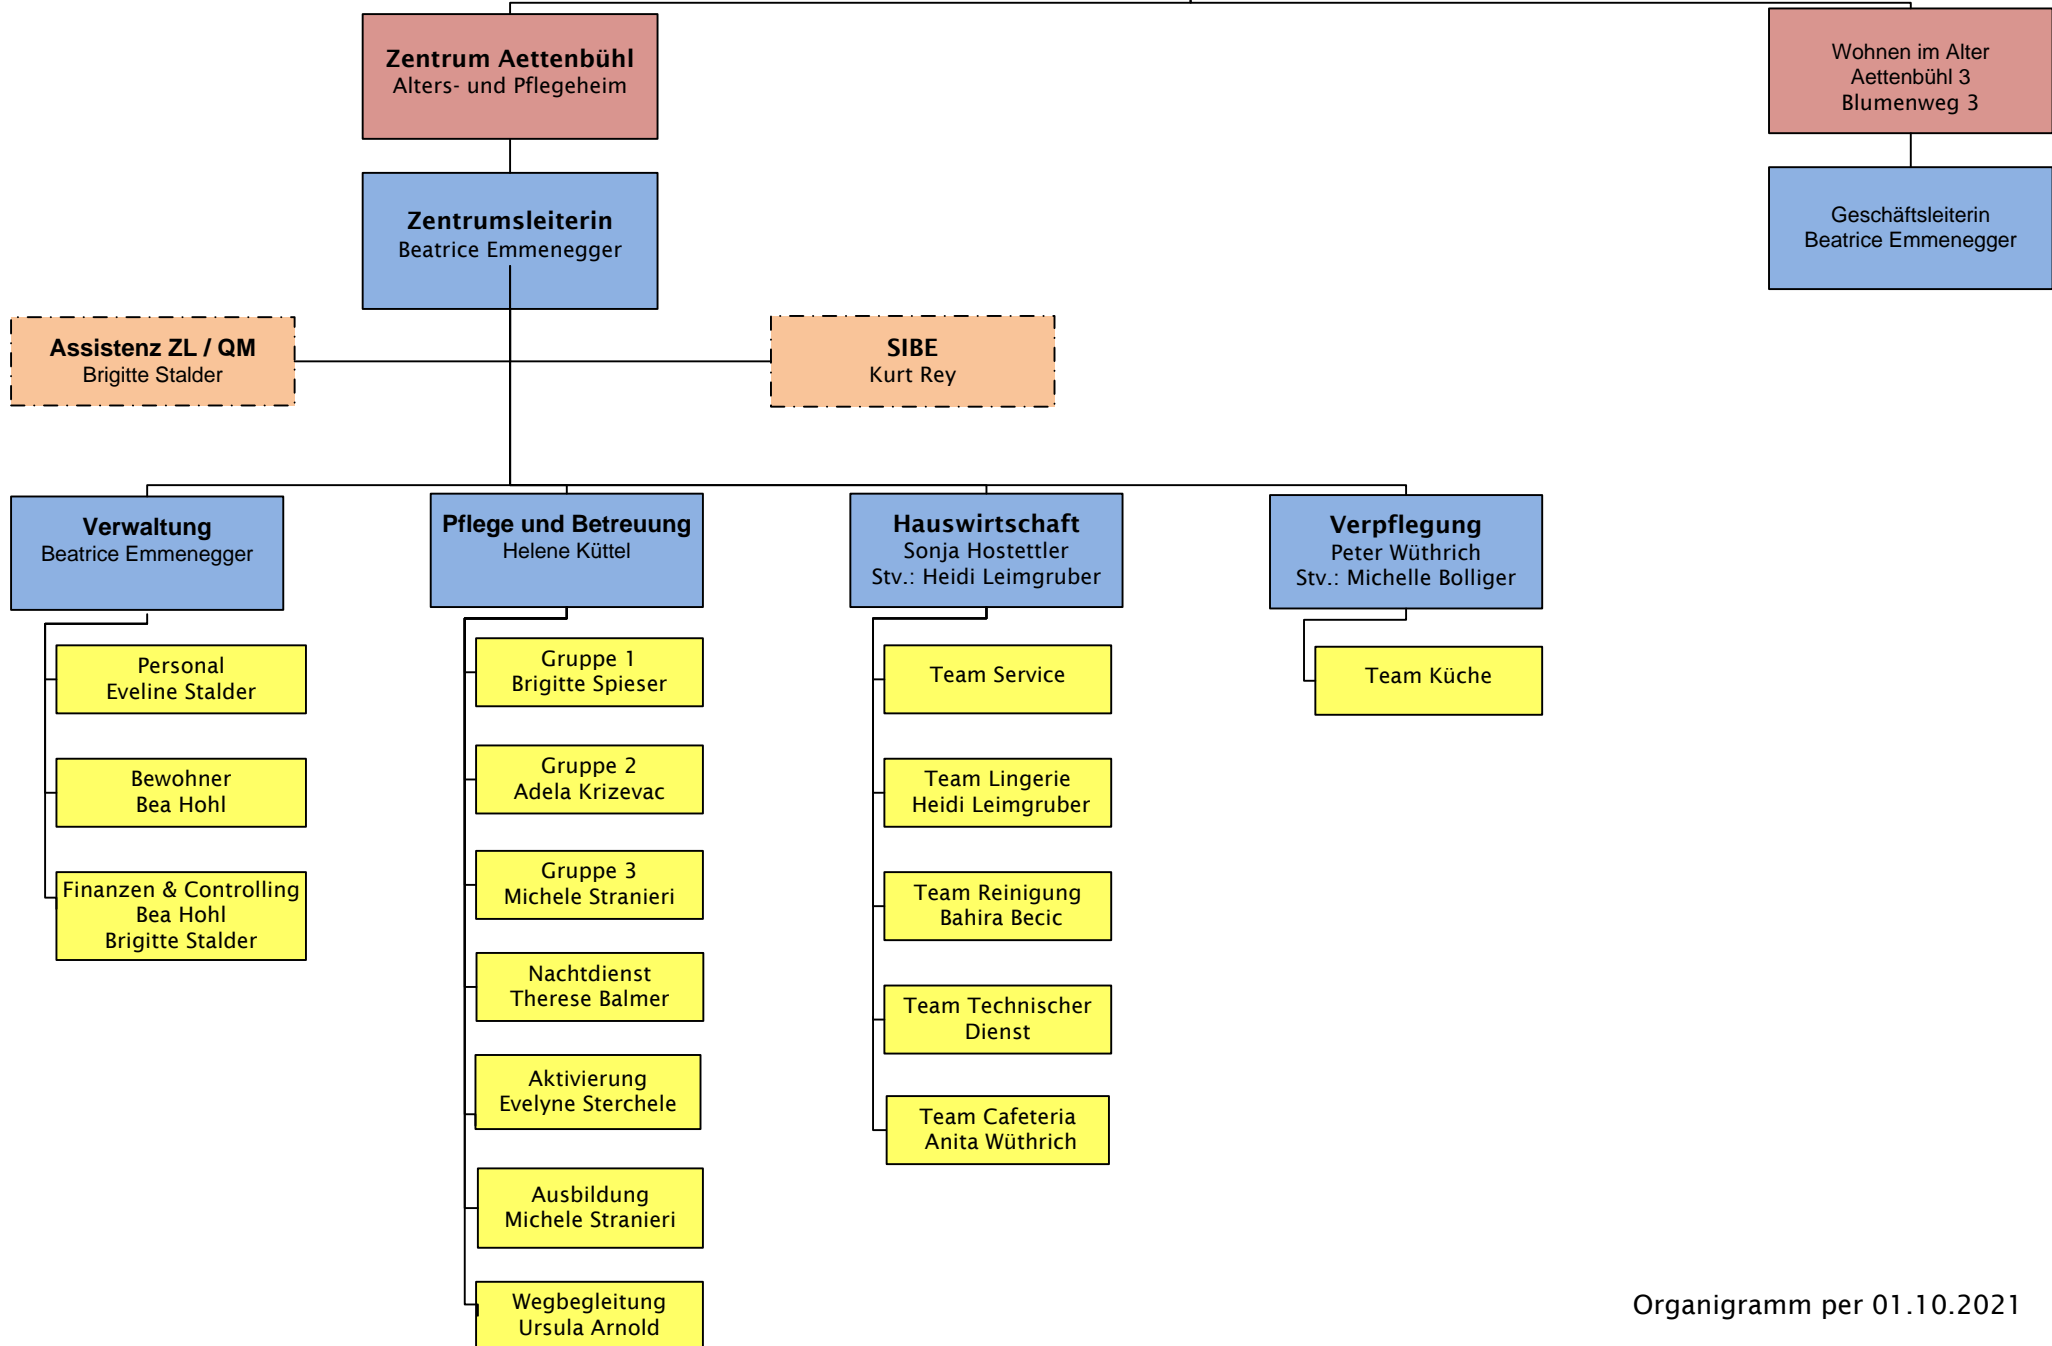 Zentrum Aettenbühl
Alters- und Pflegeheim
Wohnen im Alter
Aettenbühl 3
Blumenweg 3
Zentrumsleiterin
Beatrice Emmenegger
Geschäftsleiterin
Beatrice Emmenegger
Assistenz ZL / QM
Brigitte Stalder
SIBE
Kurt Rey
Verwaltung
Beatrice Emmenegger
Personal
Eveline Stalder
Bewohner
Bea Hohl
Finanzen & Controlling
Bea Hohl
Brigitte Stalder
Pflege und Betreuung
Helene Küttel
Gruppe 1
Brigitte Spieser
Gruppe 2
Adela Krizevac
Gruppe 3
Michele Stranieri
Nachtdienst
Therese Balmer
Aktivierung
Evelyne Sterchele
Ausbildung
Michele Stranieri
Wegbegleitung
Ursula Arnold
Hauswirtschaft
Sonja Hostettler
Stv.: Heidi Leimgruber
Team Service
Team Lingerie
Heidi Leimgruber
Team Reinigung
Bahira Becic
Team Technischer
Dienst
Team Cafeteria
Anita Wüthrich
Verpflegung
Peter Wüthrich
Stv.: Michelle Bolliger
Team Küche
Organigramm per 01.10.2021